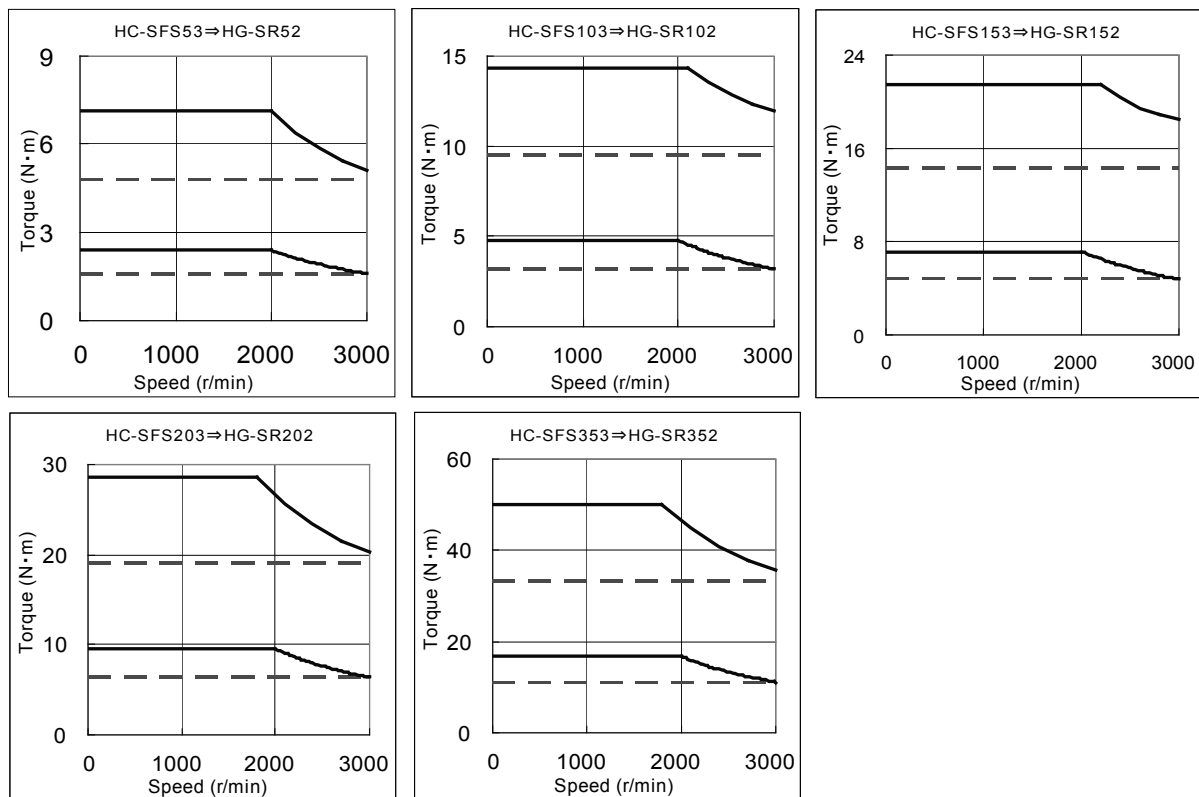 HC-SFS53⇒HG-SR52
9
6
3
0
Torque (N・m)
0 1000 2000 3000
Speed (r/min)
HC-SFS103⇒HG-SR102
15
10
5
0
Torque (N・m)
0 1000 2000 3000
Speed (r/min)
HC-SFS153⇒HG-SR152
24
16
8
0
Torque (N・m)
0 1000 2000 3000
Speed (r/min)
HC-SFS203⇒HG-SR202
30
20
10
0
Torque (N・m)
0 1000 2000 3000
Speed (r/min)
HC-SFS353⇒HG-SR352
60
40
20
0
Torque (N・m)
0 1000 2000 3000
Speed (r/min)